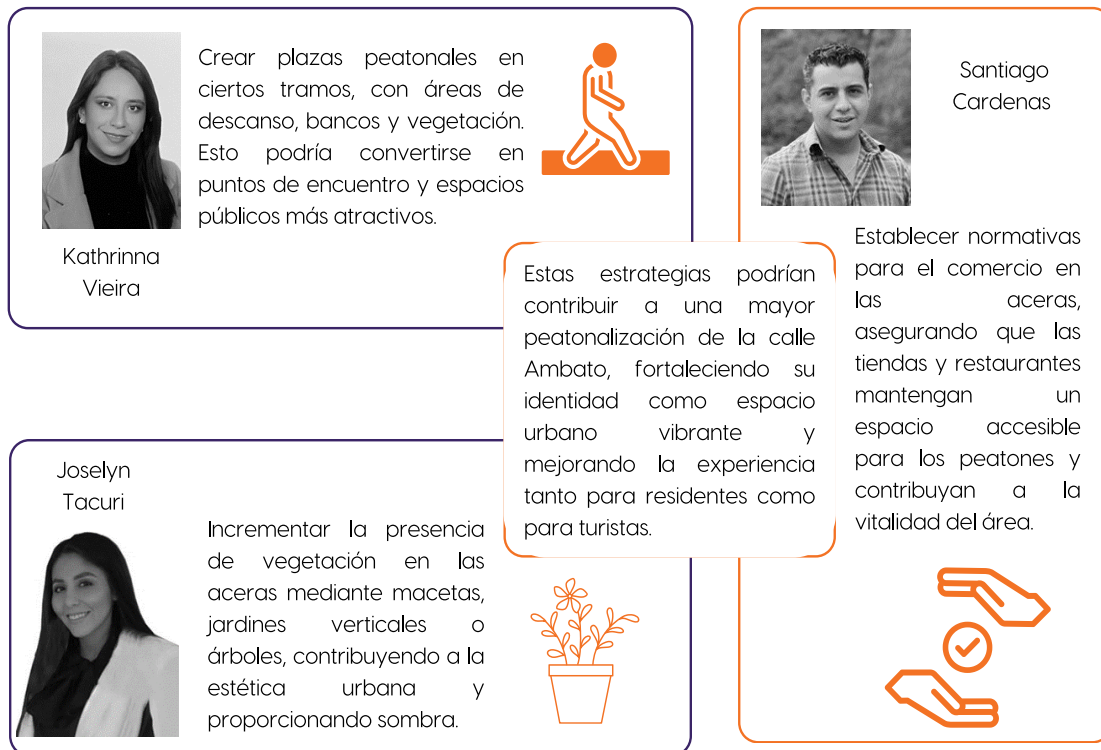 Crear plazas peatonales en
ciertos tramos, con áreas de
descanso, bancos y vegetación.
Esto podría convertirse en
puntos de encuentro y espacios
públicos más atractivos.
Kathrinna
Vieira
Santiago
Cardenas
Establecer normativas
para el comercio en
las aceras,
asegurando que las
tiendas y restaurantes
mantengan un
espacio accesible
para los peatones y
contribuyan a la
vitalidad del área.
Estas estrategias podrían
contribuir a una mayor
peatonalización de la calle
Ambato, fortaleciendo su
identidad como espacio
urbano vibrante y
mejorando la experiencia
tanto para residentes como
para turistas.
Joselyn
Tacuri
Incrementar la presencia
de vegetación en las
aceras mediante macetas,
jardines verticales o
árboles, contribuyendo a la
estética urbana y
proporcionando sombra.